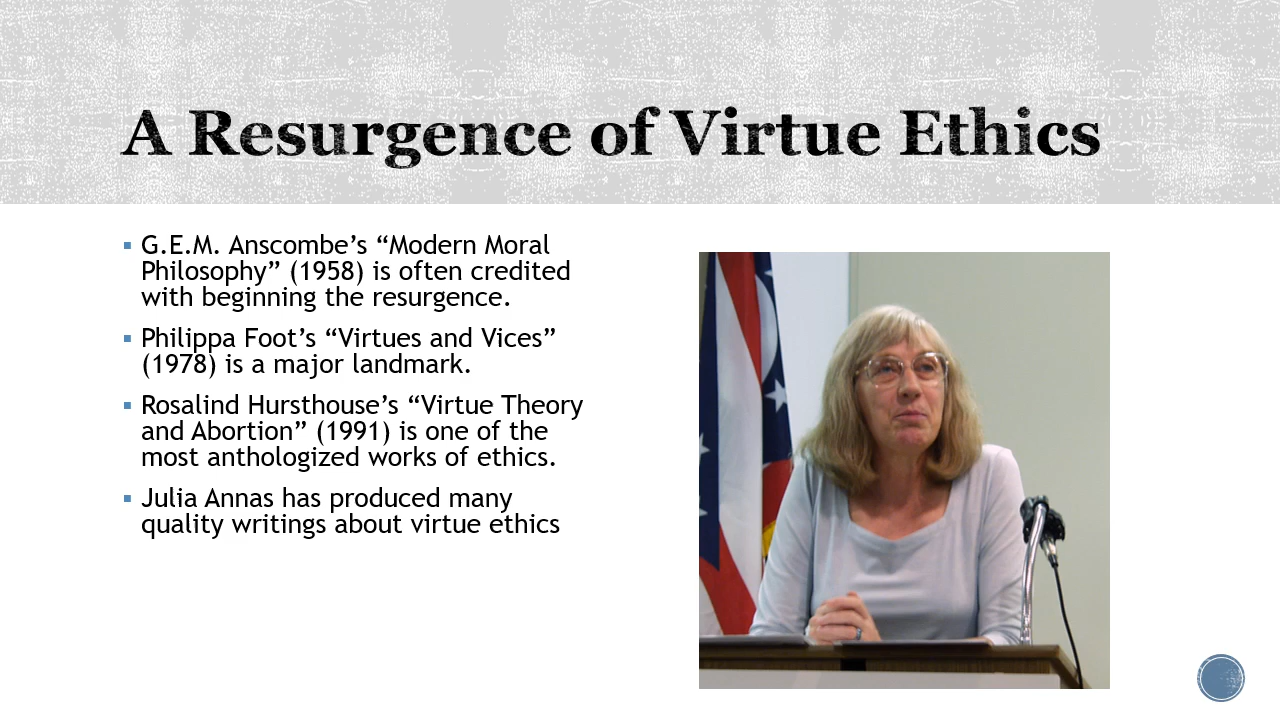 A Resurgence of Virtue Ethics
▪ G.E.M. Anscombe’s “Modern Moral
Philosophy” (1958) is often credited
with beginning the resurgence.
▪ Philippa Foot’s “Virtues and Vices”
(1978) is a major landmark.
▪ Rosalind Hursthouse’s “Virtue Theory
and Abortion” (1991) is one of the
most anthologized works of ethics.
▪ Julia Annas has produced many
quality writings about virtue ethics